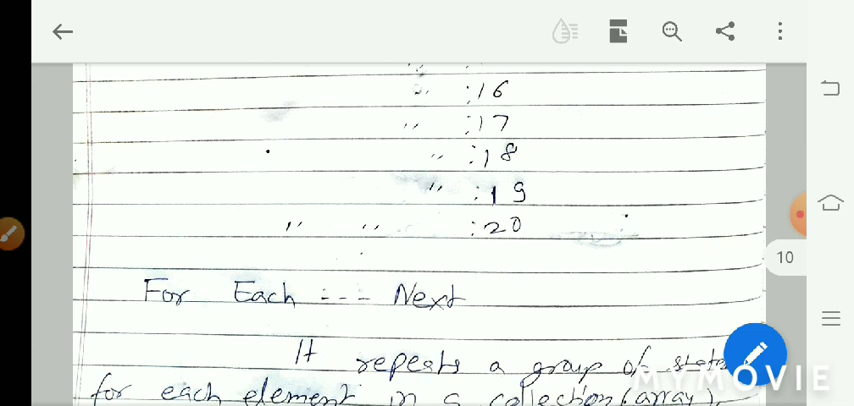 " :16
" :17
" :18
" :19
" " :20
10
For Each --- Next
It repeats a group of state
for each element in a collection (array).
MYMOVIE